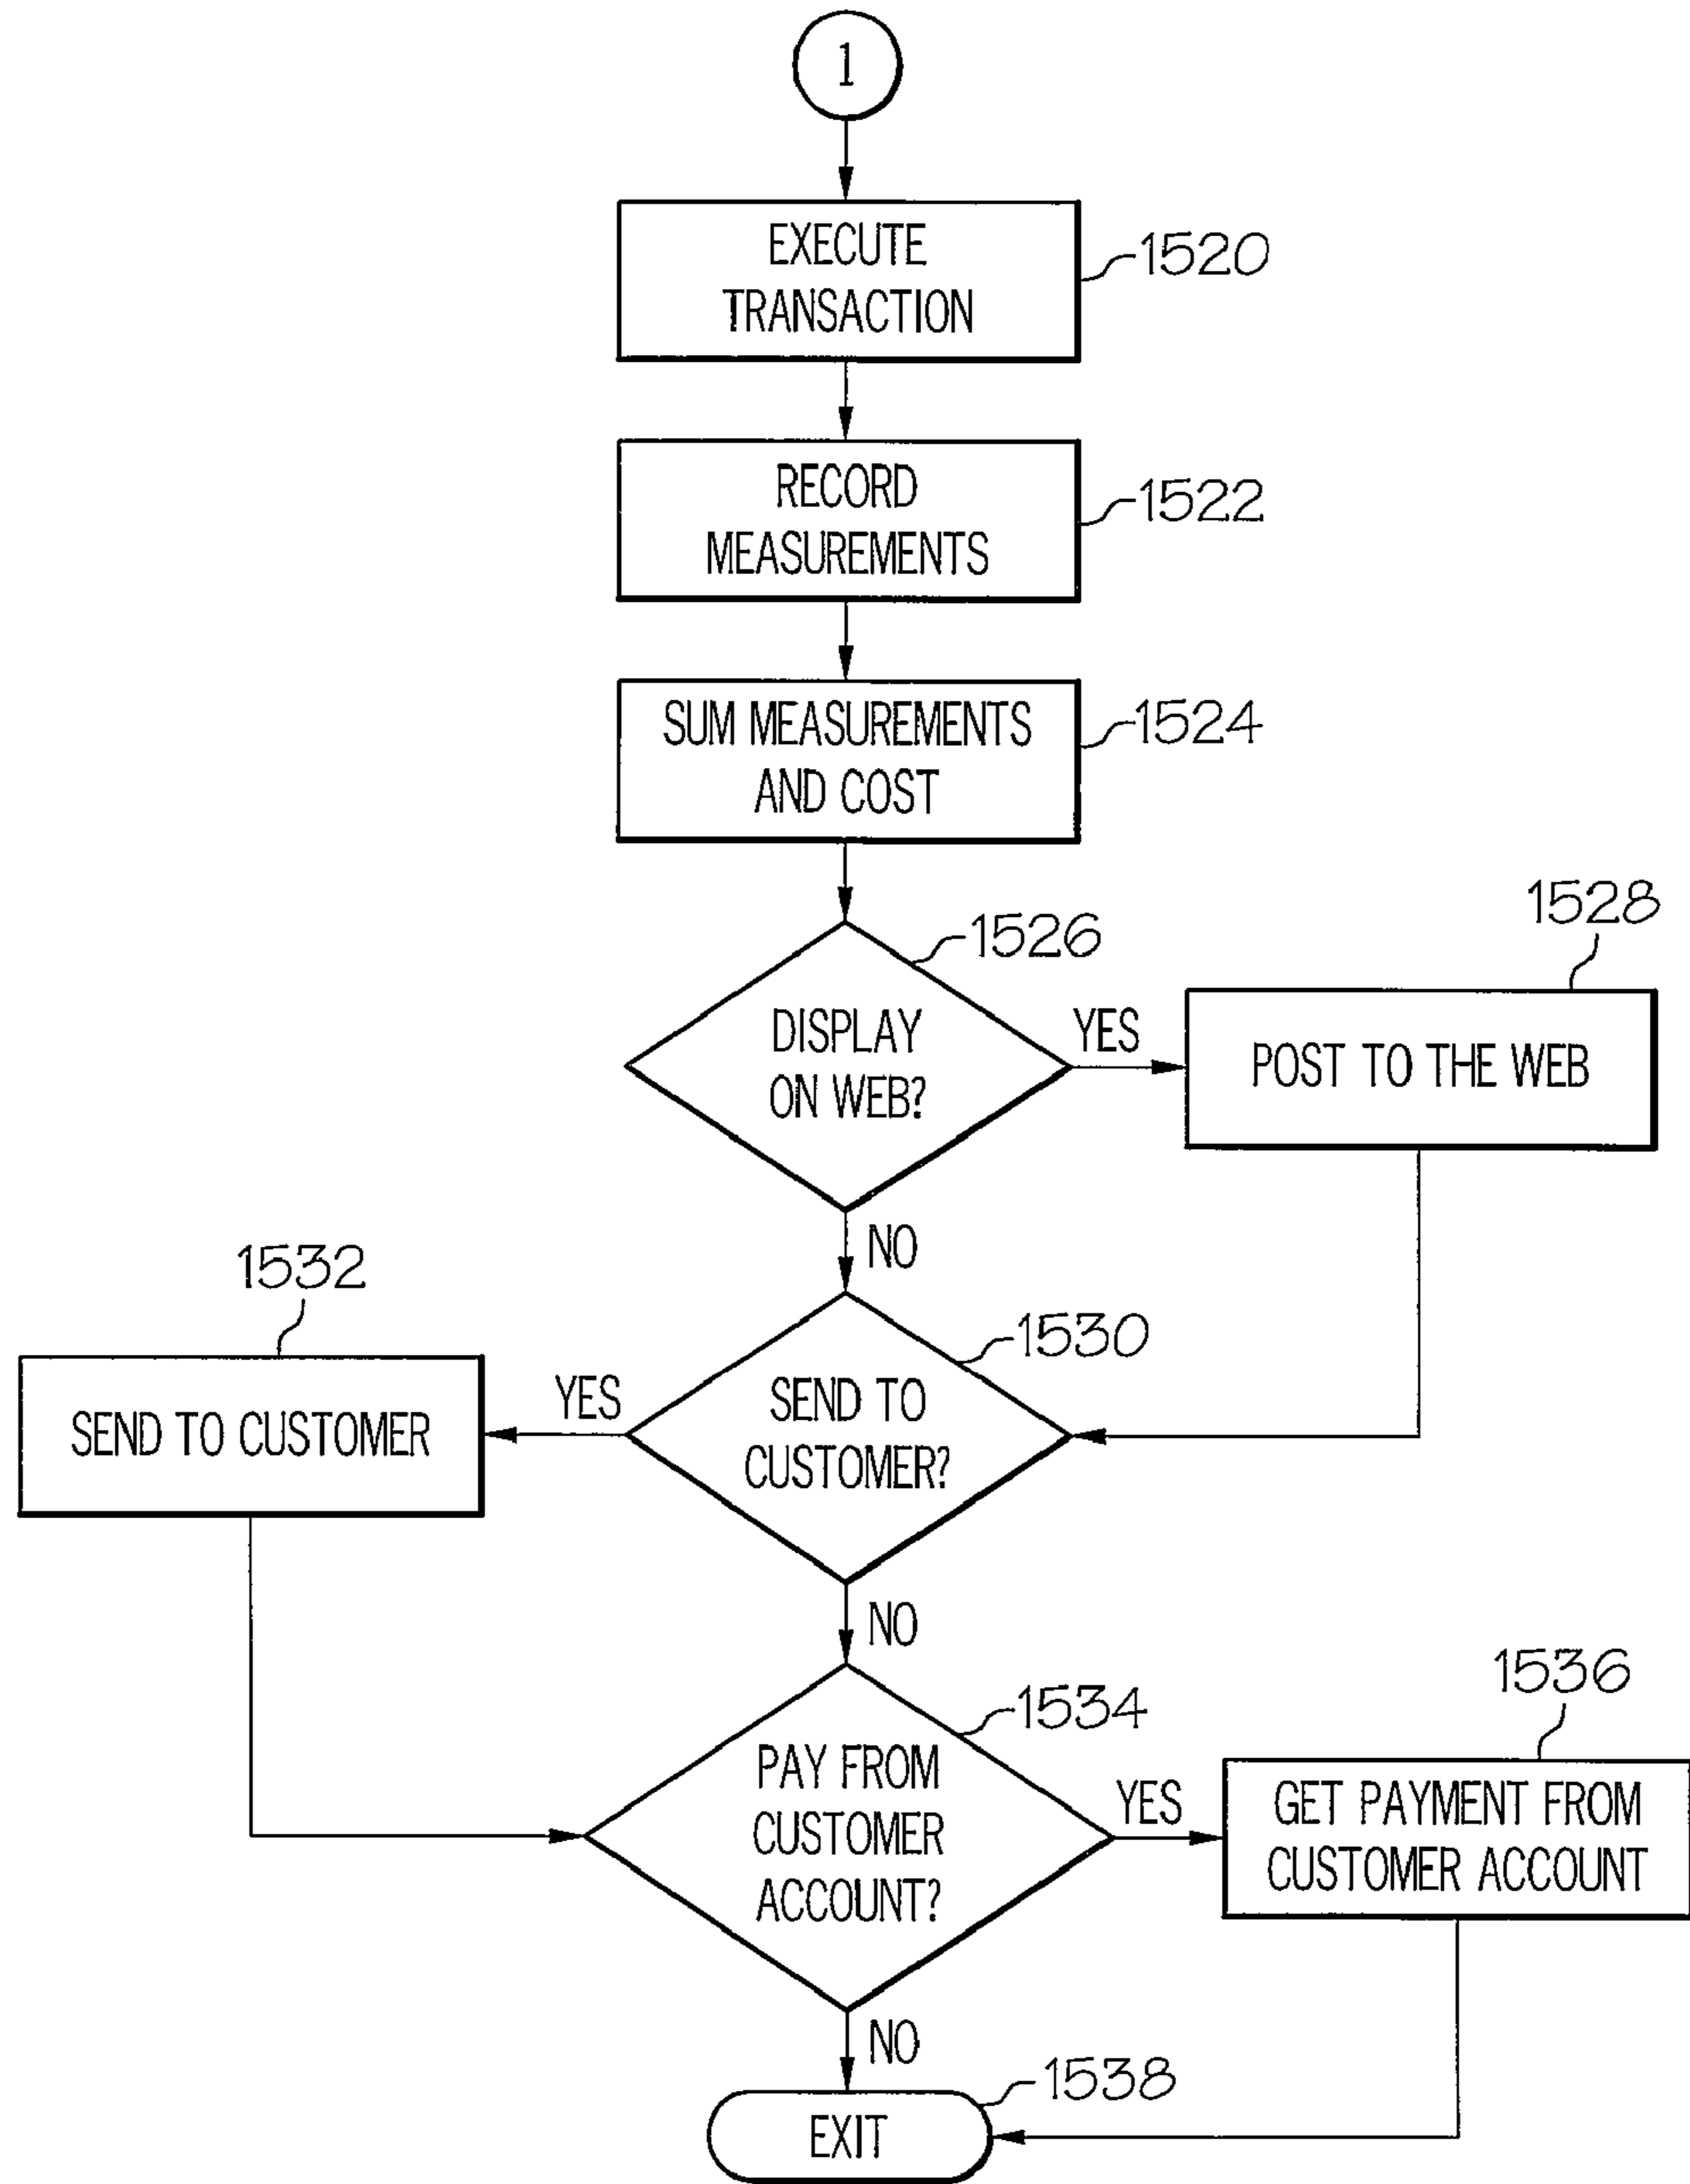 1
EXECUTE
TRANSACTION
1520
RECORD
MEASUREMENTS
1522
SUM MEASUREMENTS
AND COST
1524
1526
DISPLAY
ON WEB?
YES
1528
POST TO THE WEB
NO
1532
SEND TO CUSTOMER
YES
1530
SEND TO
CUSTOMER?
NO
1534
PAY FROM
CUSTOMER
ACCOUNT?
YES
1536
GET PAYMENT FROM
CUSTOMER ACCOUNT
NO
1538
EXIT